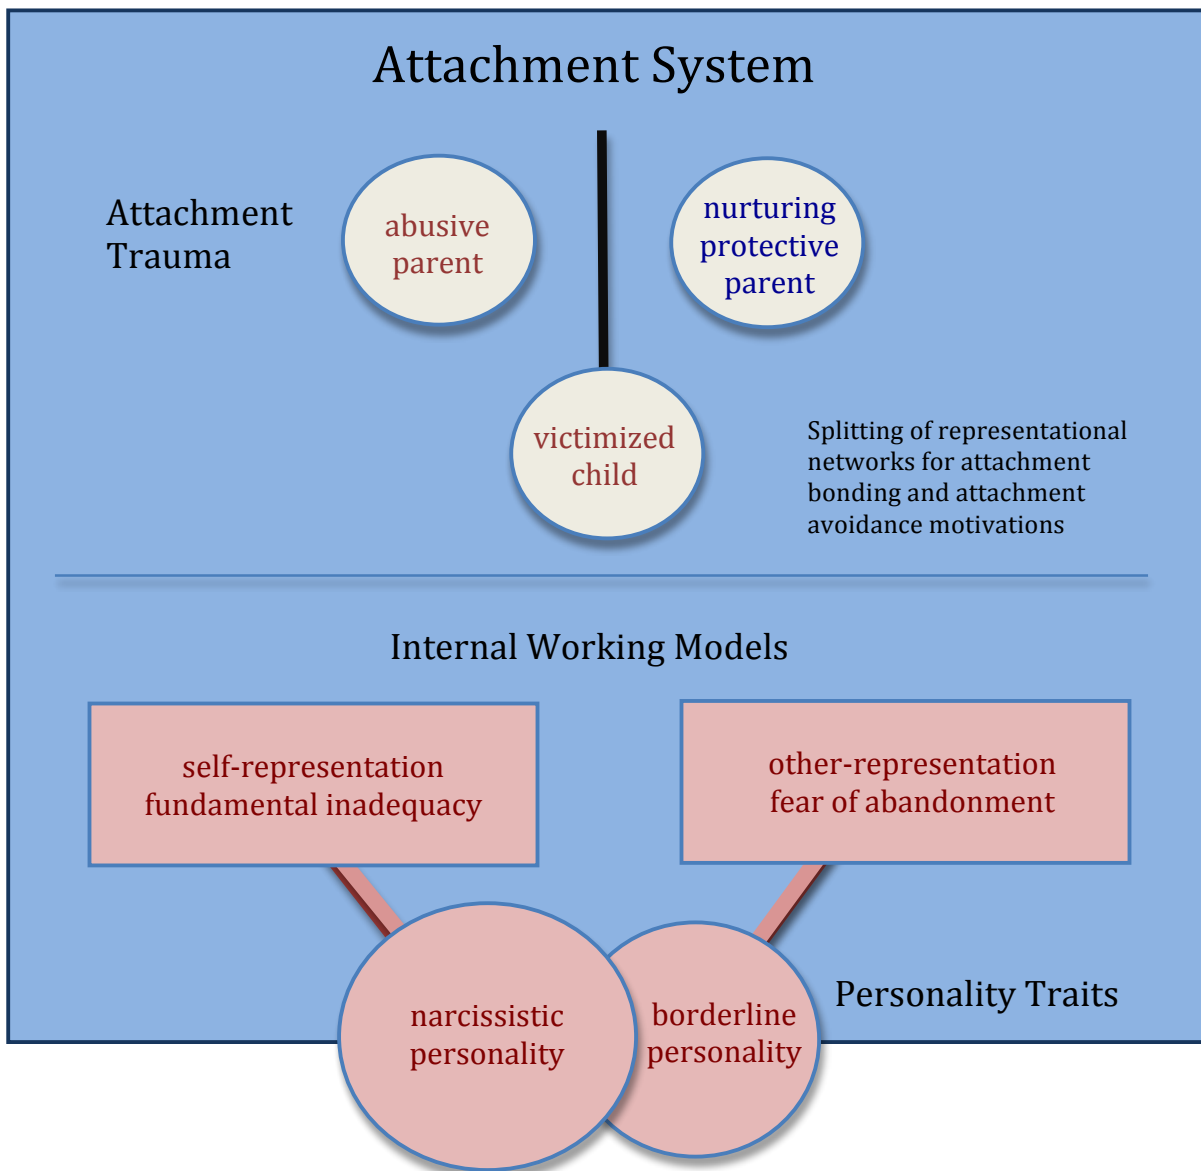 Attachment System
Attachment
Trauma
abusive
parent
nurturing
protective
parent
victimized
child
Splitting of representational
networks for attachment
bonding and attachment
avoidance motivations
Internal Working Models
self-representation
fundamental inadequacy
other-representation
fear of abandonment
narcissistic
personality
borderline
personality
Personality Traits